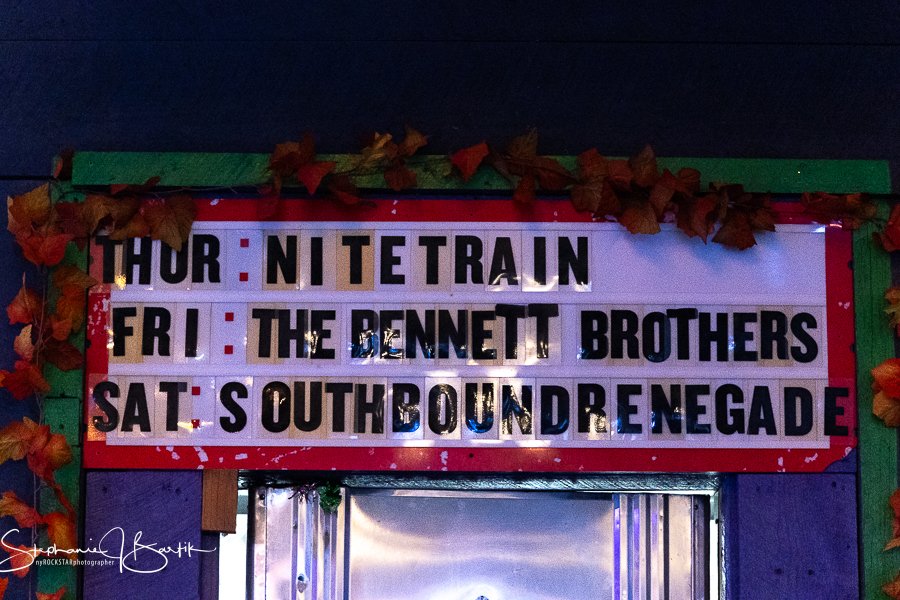 THUR : NITETRAIN
FRI : THE BENNETT BROTHERS
SAT : SOUTHBOUNDRENEGADE
Stephanie J Bartik
nyROCKSTARphotographer